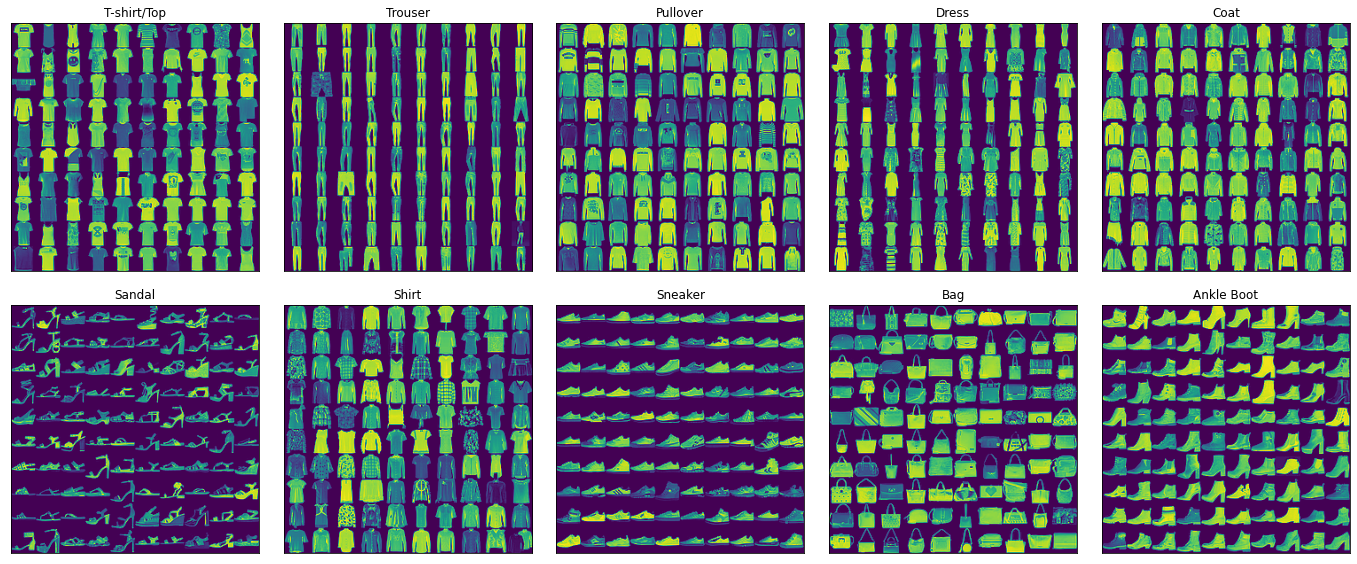 T-shirt/Top
Trouser
Pullover
Dress
Coat
Sandal
Shirt
Sneaker
Bag
Ankle Boot